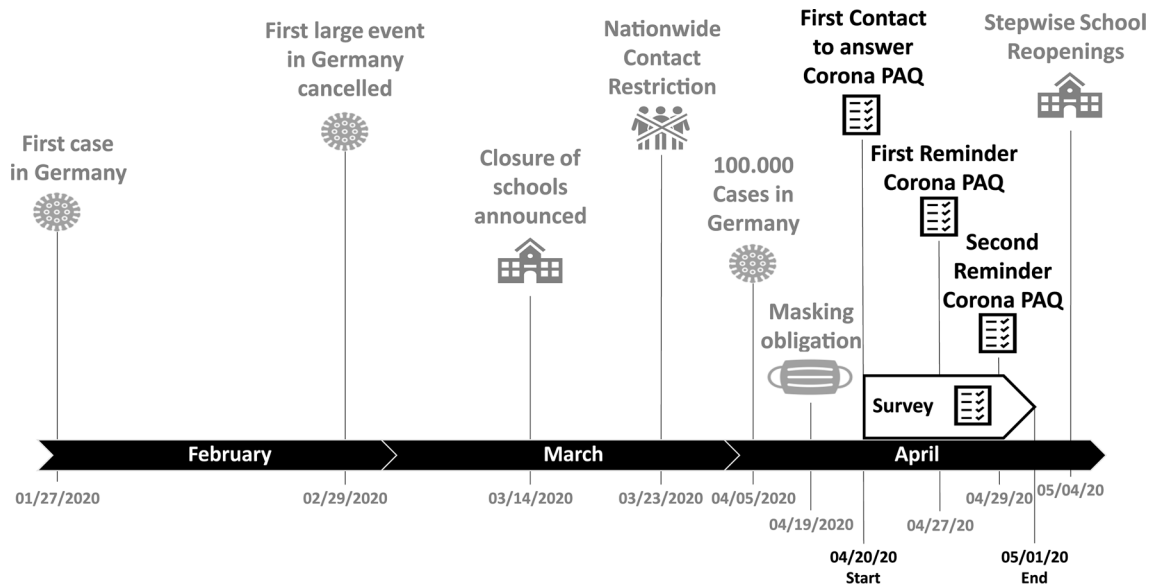 First case
in Germany
First large event
in Germany
cancelled
Closure of
schools
announced
Nationwide
Contact
Restriction
100.000
Cases in
Germany
Masking
obligation
First Contact
to answer
Corona PAQ
First Reminder
Corona PAQ
Second
Reminder
Corona PAQ
Stepwise School
Reopenings
Survey
February
March
April
01/27/2020
02/29/2020
03/14/2020
03/23/2020
04/05/2020
04/19/2020
04/20/20
Start
04/27/20
04/29/20
05/01/20
End
05/04/20